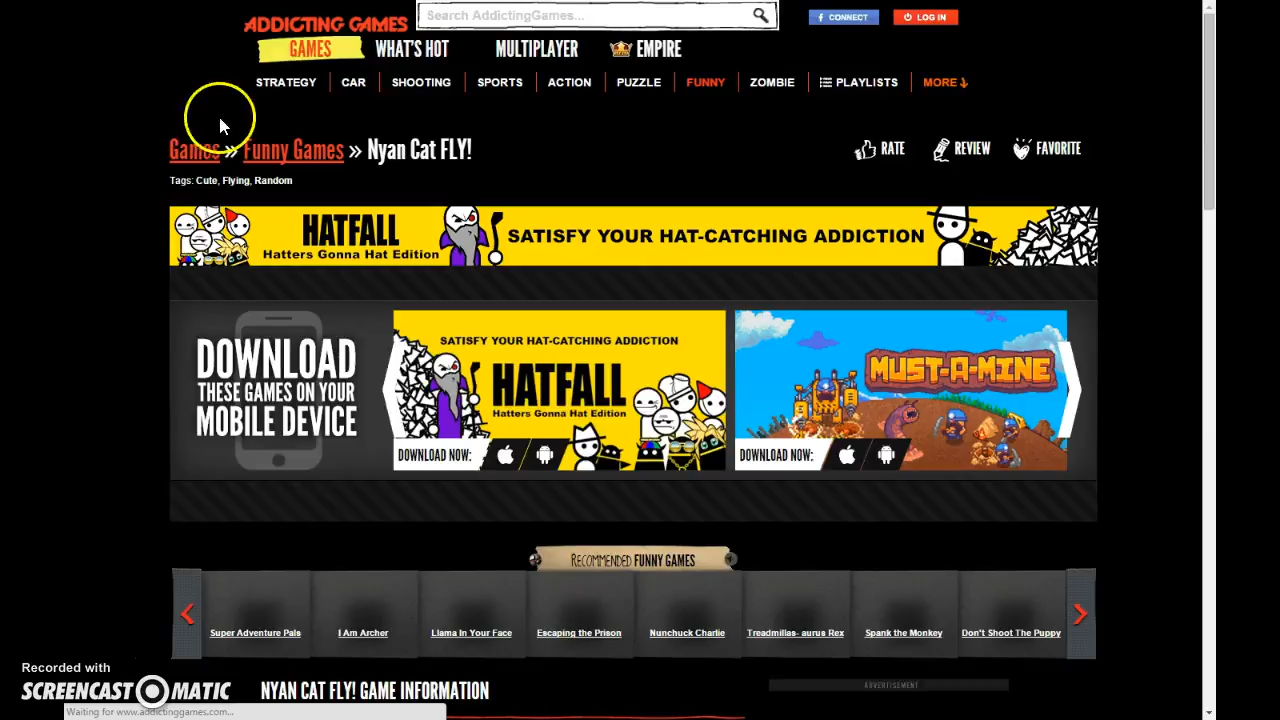 ADDICTING GAMES
Search AddictingGames...
CONNECT
LOG IN
GAMES WHAT'S HOT MULTIPLAYER EMPIRE
STRATEGY CAR SHOOTING SPORTS ACTION PUZZLE FUNNY ZOMBIE PLAYLISTS MORE
Games » Funny Games » Nyan Cat FLY!
RATE REVIEW FAVORITE
Tags: Cute, Flying, Random
HATFALL
Hatters Gonna Hat Edition
SATISFY YOUR HAT-CATCHING ADDICTION
DOWNLOAD
THESE GAMES ON YOUR
MOBILE DEVICE
SATISFY YOUR HAT-CATCHING ADDICTION
HATFALL
Hatters Gonna Hat Edition
DOWNLOAD NOW:
MUST-A-MINE
DOWNLOAD NOW:
RECOMMENDED FUNNY GAMES
Super Adventure Pals
I Am Archer
Llama In Your Face
Escaping the Prison
Nunchuck Charlie
Treadmillas- aurus Rex
Spank the Monkey
Don't Shoot The Puppy
NYAN CAT FLY! GAME INFORMATION
ADVERTISEMENT
Recorded with
SCREENCAST MATIC
Waiting for www.addictinggames.com...